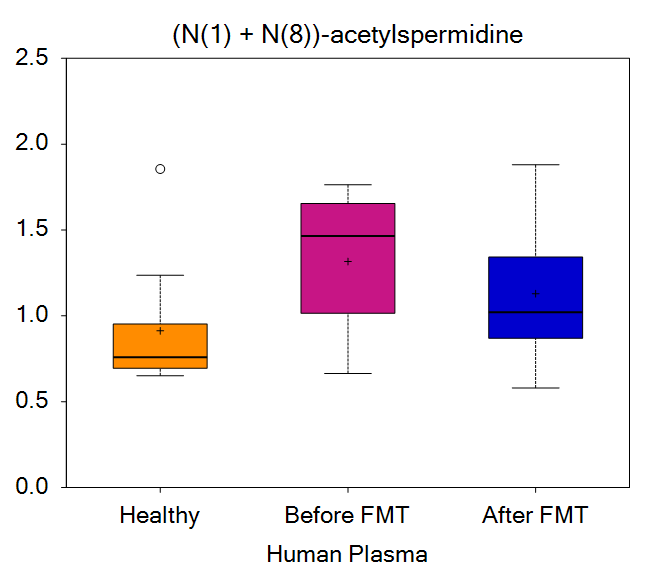 (N(1) + N(8))-acetylspermidine
2.5
2.0
1.5
1.0
0.5
0.0
Healthy Before FMT After FMT
Human Plasma